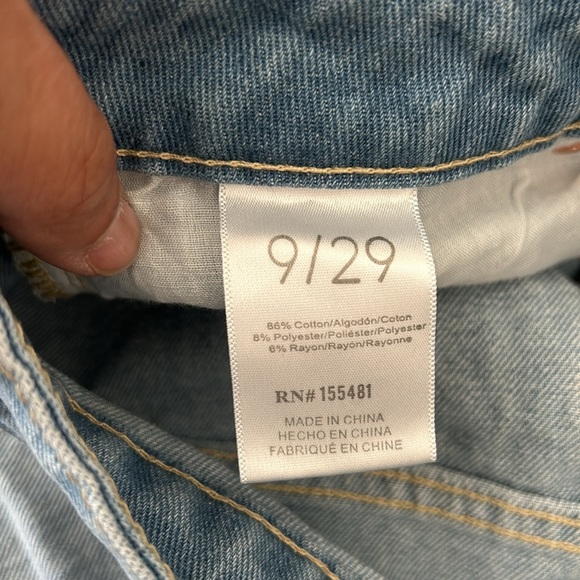 9/29
86% Cotton/Algodón/Coton
8% Polyester/Poliéster/Polyester
6% Rayon/Rayón/Rayonne
RN# 155481
MADE IN CHINA
HECHO EN CHINA
FABRIQUÉ EN CHINE